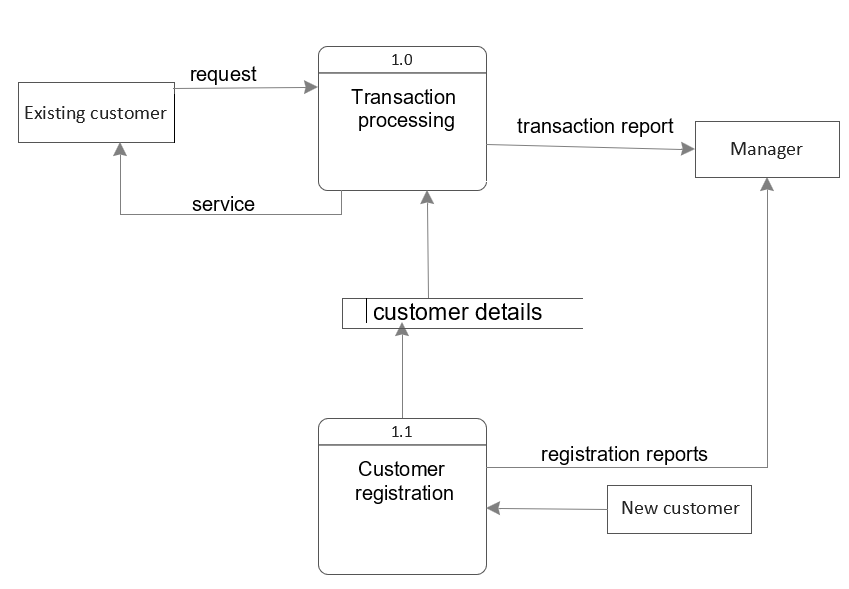 1.0
request
Transaction
processing
Existing customer
transaction report
Manager
service
customer details
1.1
Customer
registration
registration reports
New customer